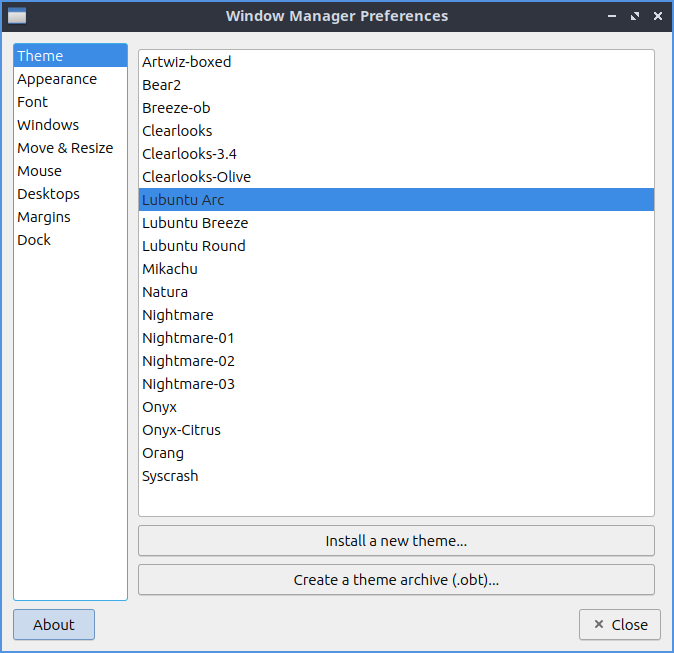 Window Manager Preferences
Theme
Appearance
Font
Windows
Move & Resize
Mouse
Desktops
Margins
Dock
Artwiz-boxed
Bear2
Breeze-ob
Clearlooks
Clearlooks-3.4
Clearlooks-Olive
Lubuntu Arc
Lubuntu Breeze
Lubuntu Round
Mikachu
Natura
Nightmare
Nightmare-01
Nightmare-02
Nightmare-03
Onyx
Onyx-Citrus
Orang
Syscrash
Install a new theme...
Create a theme archive (.obt)...
About
Close